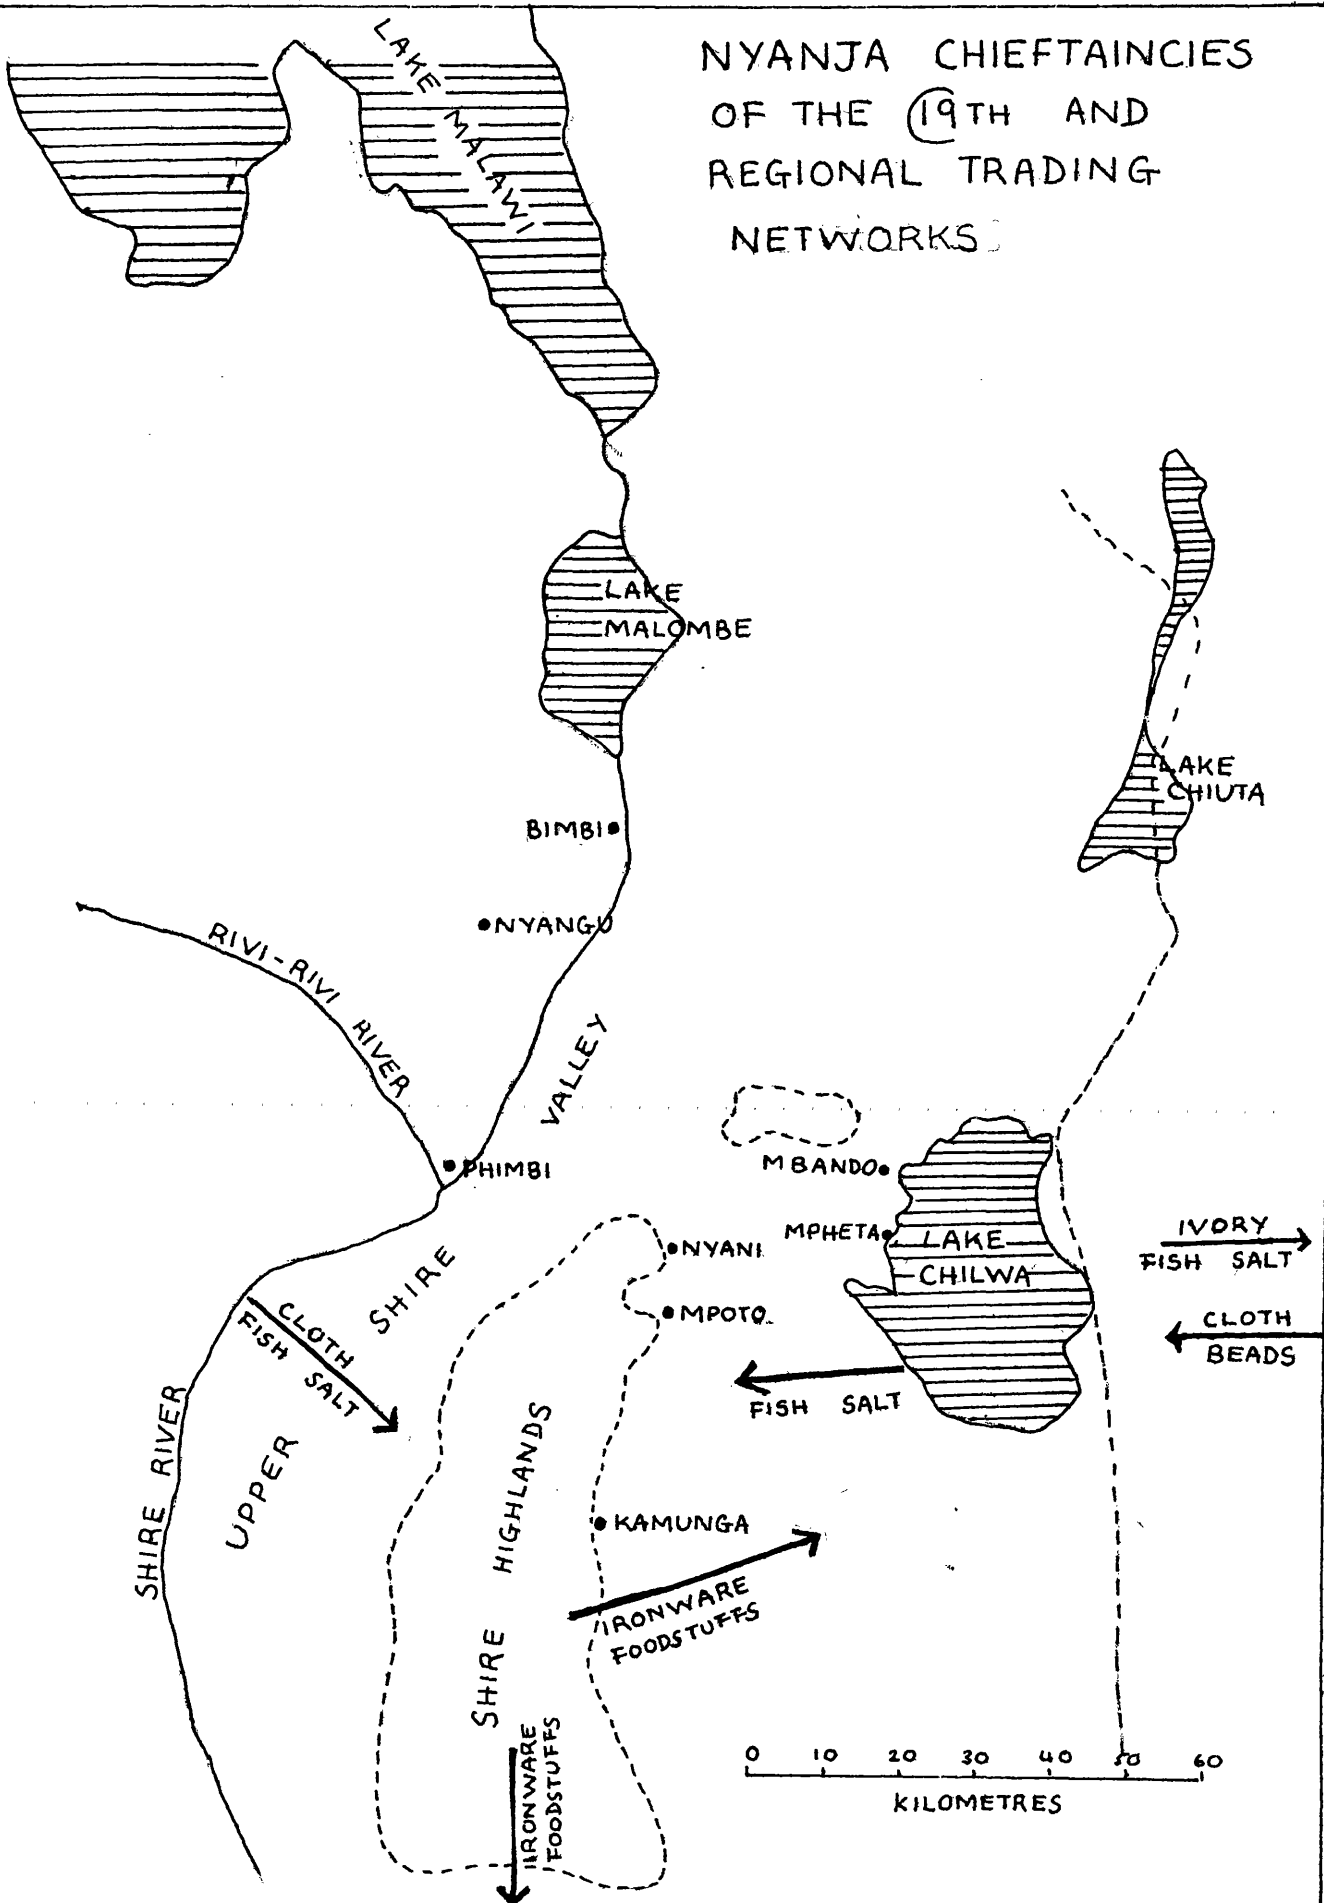 NYANJA CHIEFTAINCIES
OF THE 19TH AND
REGIONAL TRADING
NETWORKS
LAKE MALAWI
LAKE
MALOMBE
LAKE
CHIUTA
BIMBI
NYANGU
RIVI-RIVI RIVER
VALLEY
PHIMBI
MBANDO
MPHETA
LAKE
CHILWA
NYANI
MPOTO
IVORY
FISH SALT
CLOTH
BEADS
SHIRE
CLOTH
FISH SALT
FISH SALT
SHIRE RIVER
UPPER
SHIRE HIGHLANDS
KAMUNGA
IRONWARE
FOODSTUFFS
IRONWARE
FOODSTUFFS
0 10 20 30 40 50 60
KILOMETRES